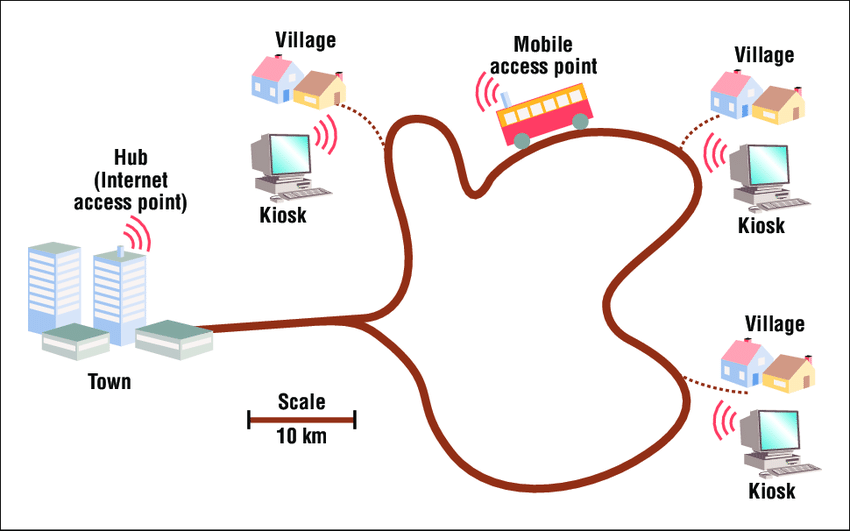 Village
Mobile
access point
Village
Hub
(Internet
access point)
Kiosk
Kiosk
Village
Town
Scale
10 km
Kiosk